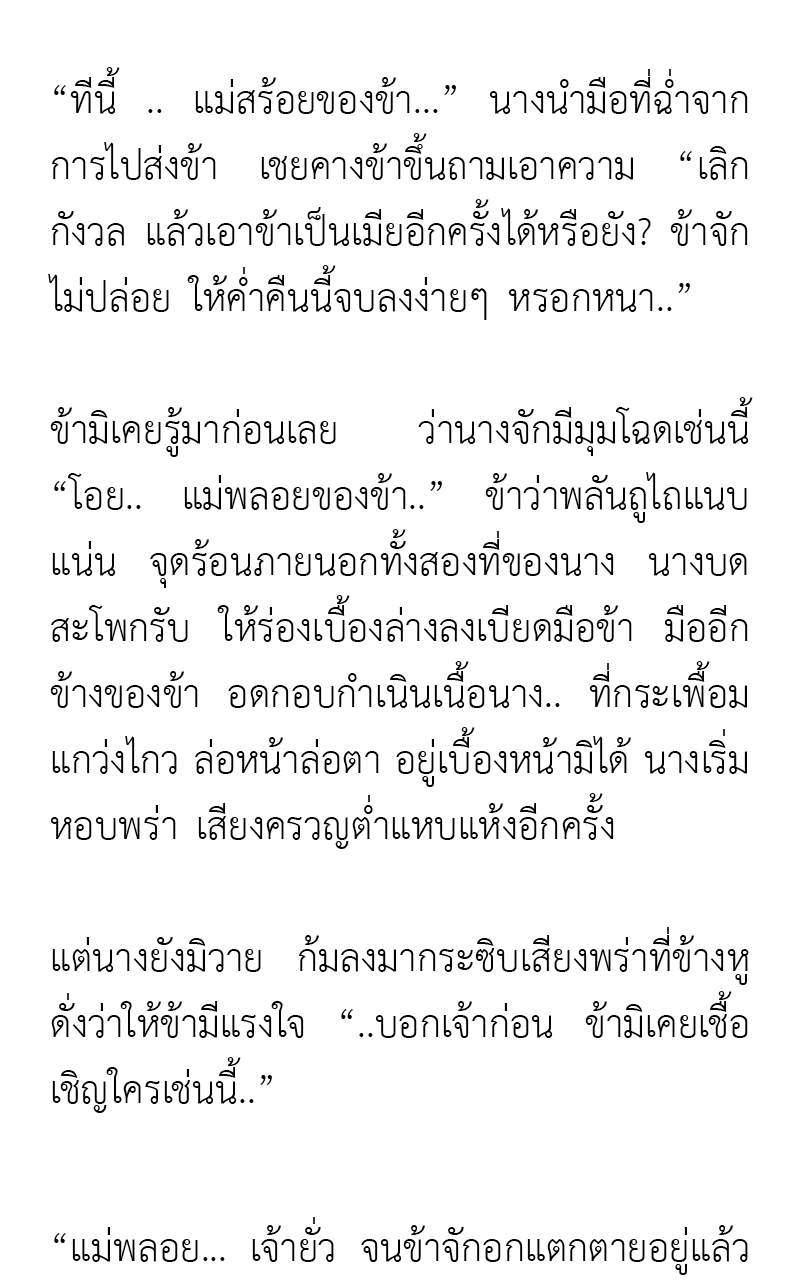 “ทีนี้ .. แม่สร้อยของข้า...” นางนำมือที่ฉ่ำจาก
การไปส่งข้า เชยคางข้าขึ้นถามเอาความ “เลิก
กังวล แล้วเอาข้าเป็นเมียอีกครั้งได้หรือยัง? ข้าจัก
ไม่ปล่อย ให้ค่ำคืนนี้จบลงง่ายๆ หรอกหนา..”
ข้ามิเคยรู้มาก่อนเลย ว่านางจักมีมุมโฉดเช่นนี้
“โอย.. แม่พลอยของข้า..” ข้าว่าพลันถูไถแนบ
แน่น จุดร้อนภายนอกทั้งสองที่ของนาง นางบด
สะโพกรับ ให้ร่องเบื้องล่างลงเบียดมือข้า มืออีก
ข้างของข้า อดกอบกำเนินเนื้อนาง.. ที่กระเพื้อม
แกว่งไกว ล่อหน้าล่อตา อยู่เบื้องหน้ามิได้ นางเริ่ม
หอบพร่า เสียงครวญต่ำแหบแห้งอีกครั้ง
แต่นางยังมิวาย ก้มลงมากระซิบเสียงพร่าที่ข้างหู
ดั่งว่าให้ข้ามีแรงใจ “..บอกเจ้าก่อน ข้ามิเคยเชื้อ
เชิญใครเช่นนี้..”
“แม่พลอย... เจ้ายั่ว จนข้าจักอกแตกตายอยู่แล้ว